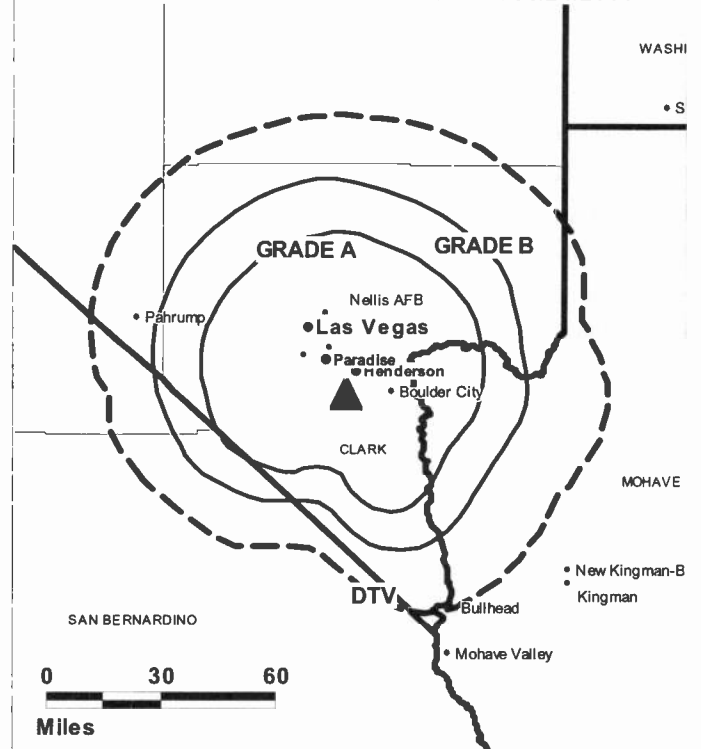 WASHI
S
GRADE A
GRADE B
Nellis AFB
Pahrump
Las Vegas
Paradise
Henderson
Boulder City
CLARK
MOHAVE
New Kingman-B
Kingman
DTV
Bullhead
SAN BERNARDINO
Mohave Valley
0 30 60
Miles